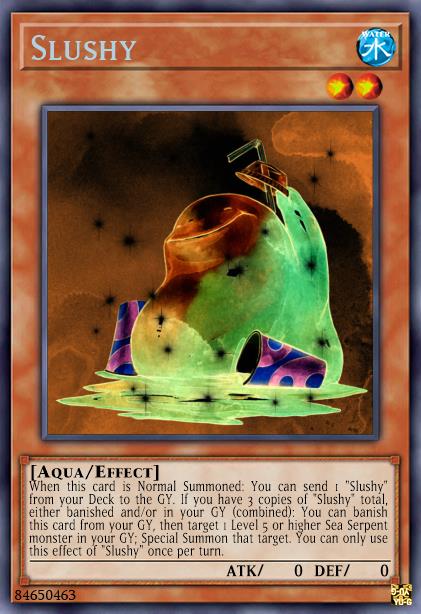 Slushy
WATER
水
[Aqua/Effect]
When this card is Normal Summoned: You can send 1 "Slushy"
from your Deck to the GY. If you have 3 copies of "Slushy" total,
either banished and/or in your GY (combined): You can banish
this card from your GY, then target 1 Level 5 or higher Sea Serpent
monster in your GY; Special Summon that target. You can only use
this effect of "Slushy" once per turn.
ATK/ 0 DEF/ 0
84650463